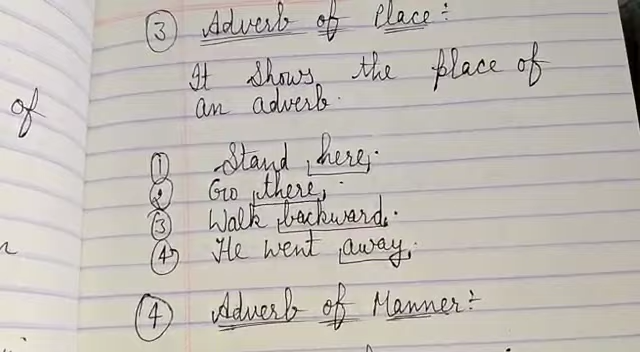 of
③ Adverb of Place :-
It shows the place of
an adverb.
① Stand here.
② Go there.
③ Walk backward.
④ He went away.
④ Adverb of Manner :-